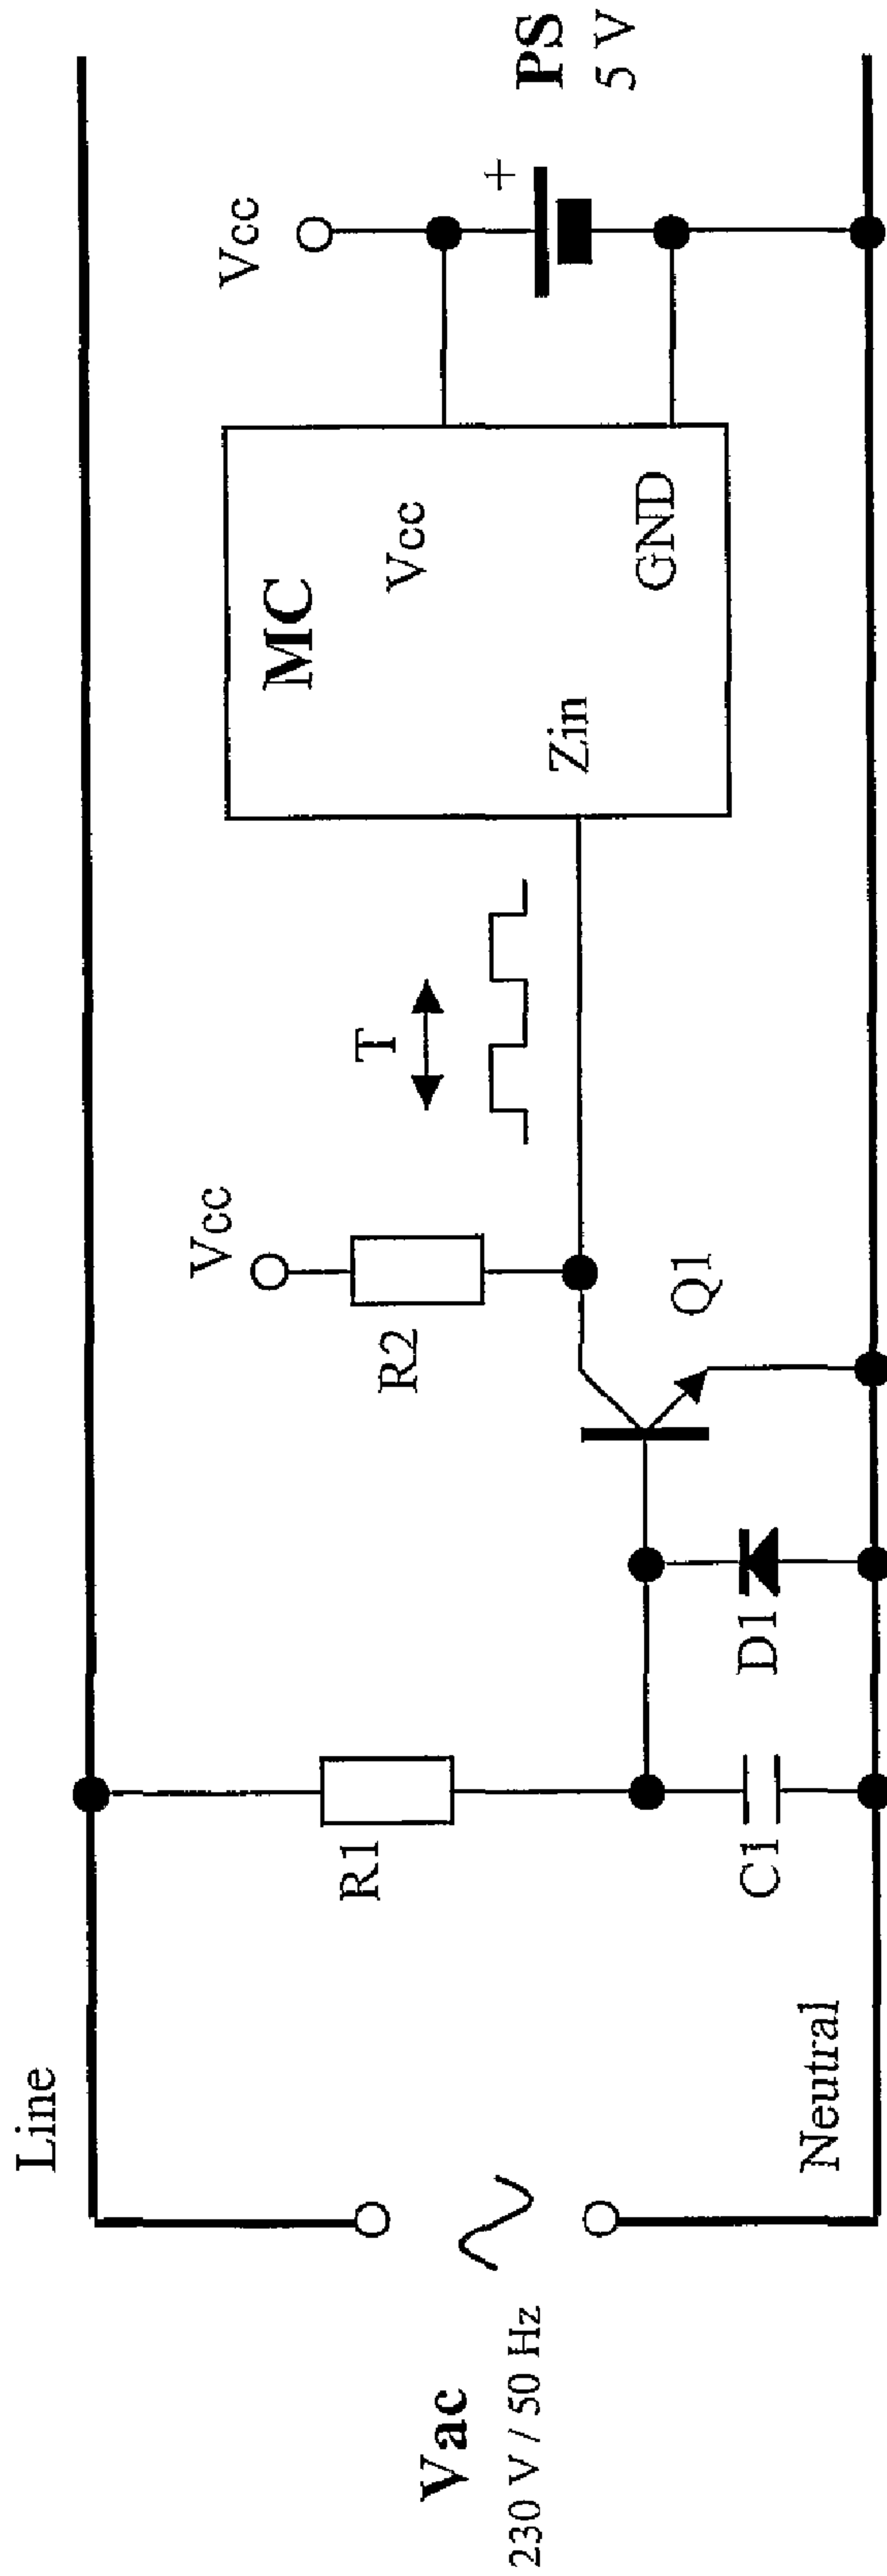 Line
Vac
230 V / 50 Hz
Neutral
R1
C1
D1
Q1
R2
Vcc
T
MC
Zin
Vcc
GND
Vcc
+
PS
5 V